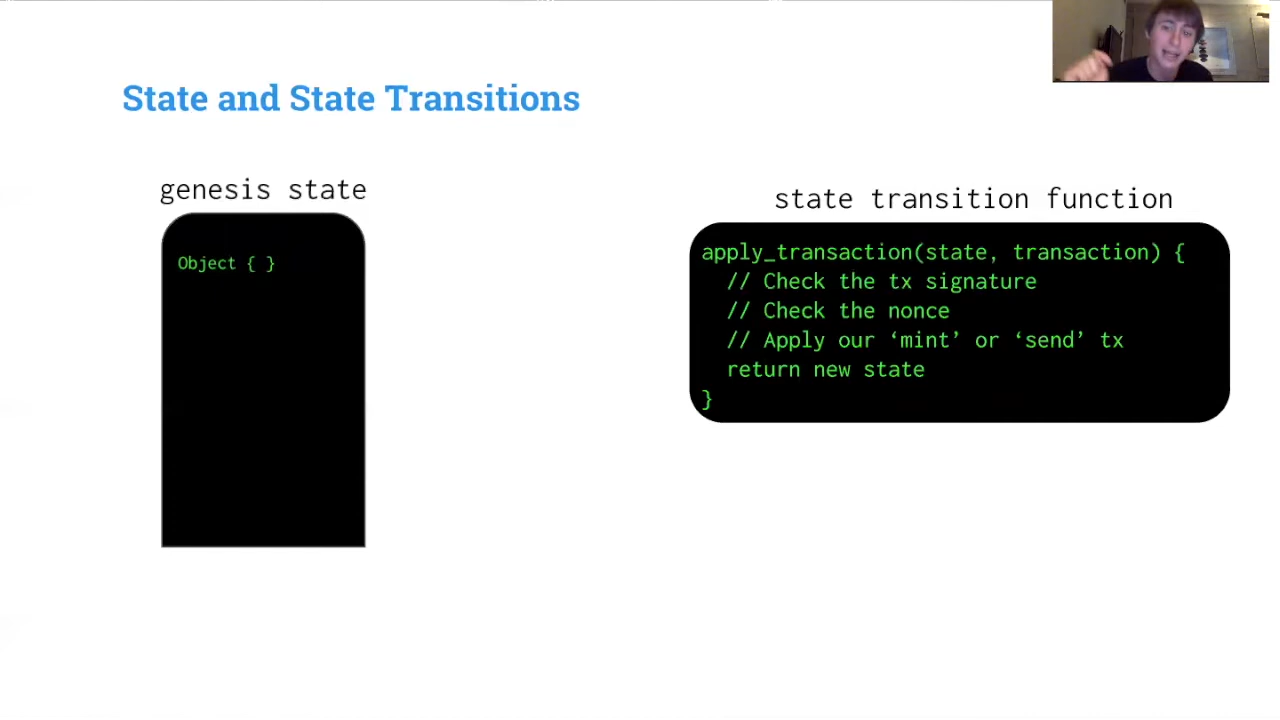 State and State Transitions
genesis state
Object { }
state transition function
apply_transaction(state, transaction) {
// Check the tx signature
// Check the nonce
// Apply our ‘mint’ or ‘send’ tx
return new state
}